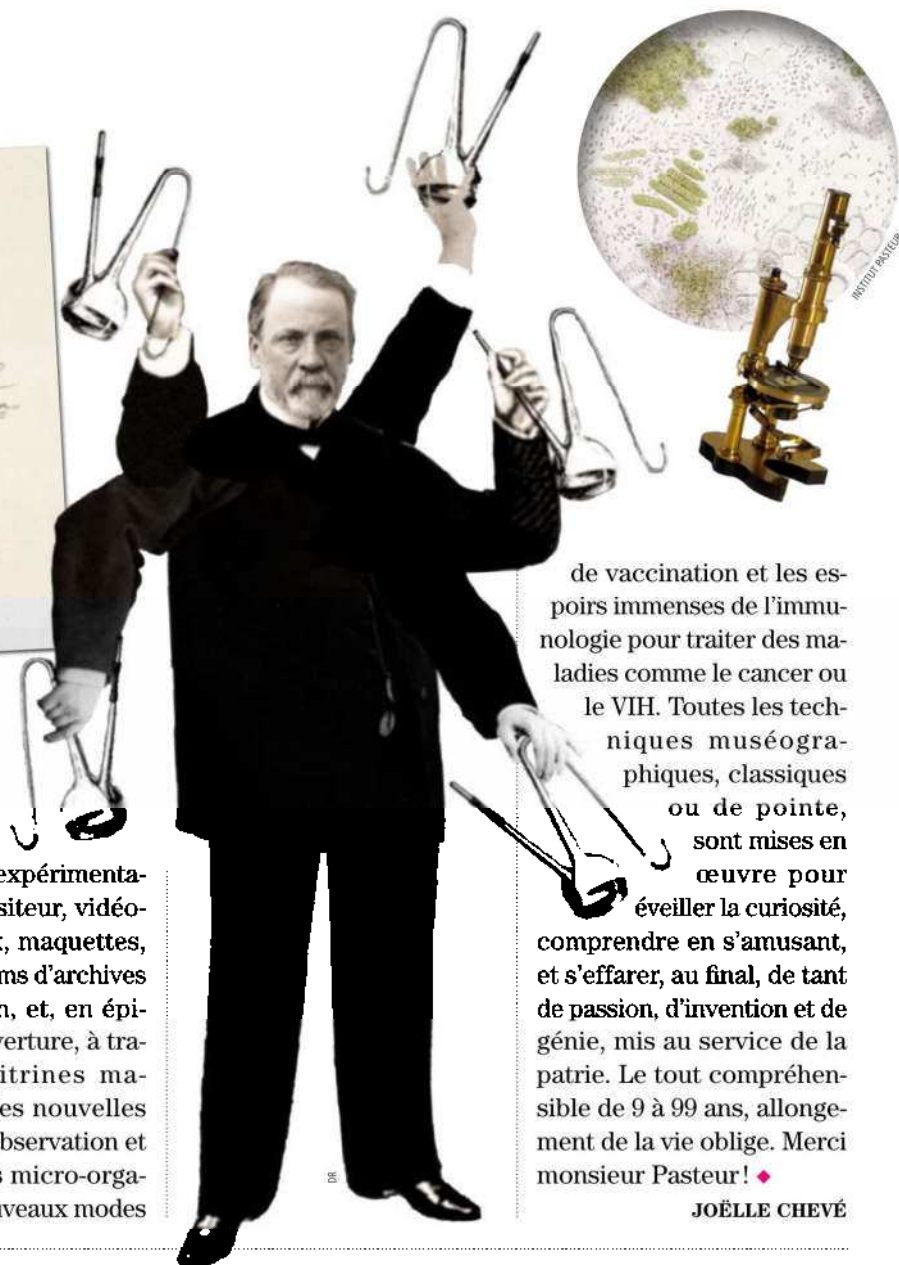 expérimenta-
siteur, vidéo-
, maquettes,
ms d'archives
n, et, en épi-
verture, à tra-
itrines ma-
es nouvelles
bservation et
s micro-orga-
uveaux modes
DR
INSTITUT PASTEUR
de vaccination et les es-
poirs immenses de l'immu-
nologie pour traiter des ma-
ladies comme le cancer ou
le VIH. Toutes les tech-
niques muséogra-
phiques, classiques
ou de pointe,
sont mises en
œuvre pour
éveiller la curiosité,
comprendre en s'amusant,
et s'effarer, au final, de tant
de passion, d'invention et de
génie, mis au service de la
patrie. Le tout compréhen-
sible de 9 à 99 ans, allonge-
ment de la vie oblige. Merci
monsieur Pasteur! ◆
JOËLLE CHEVÉ